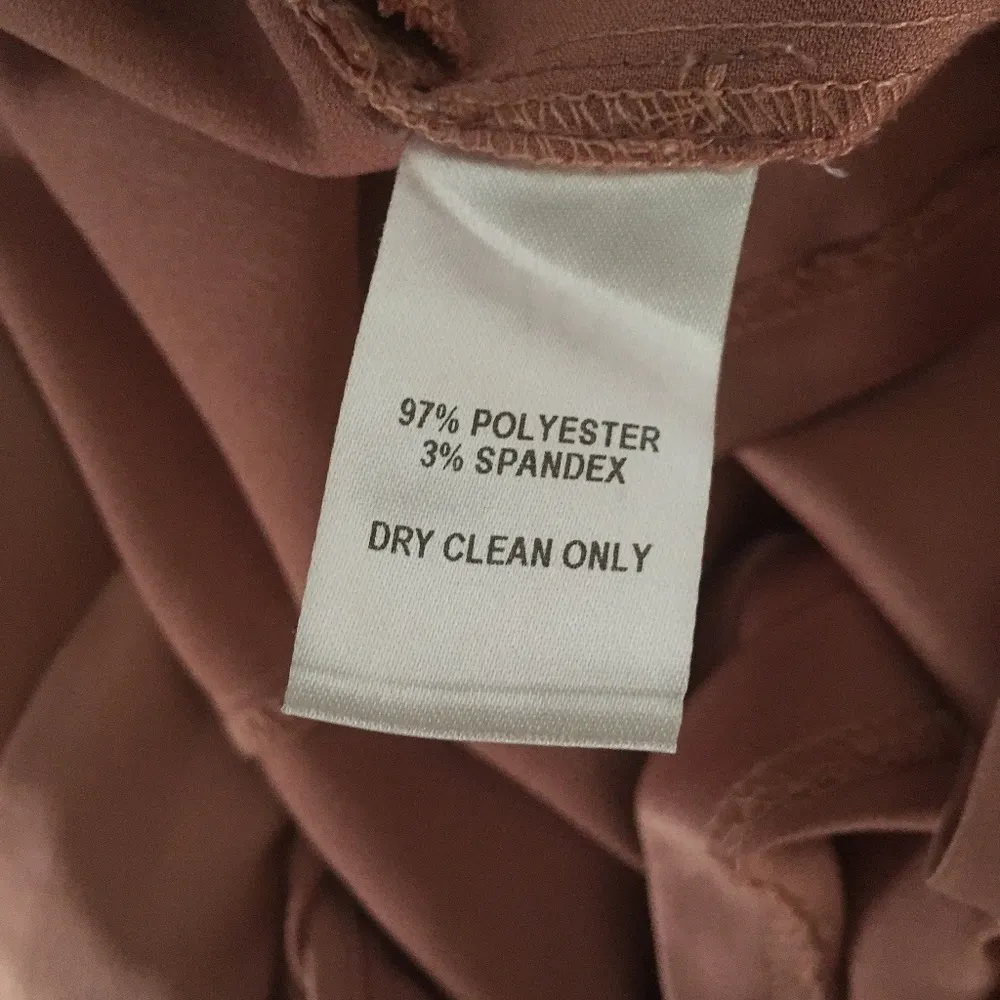 97% POLYESTER
3% SPANDEX
DRY CLEAN ONLY